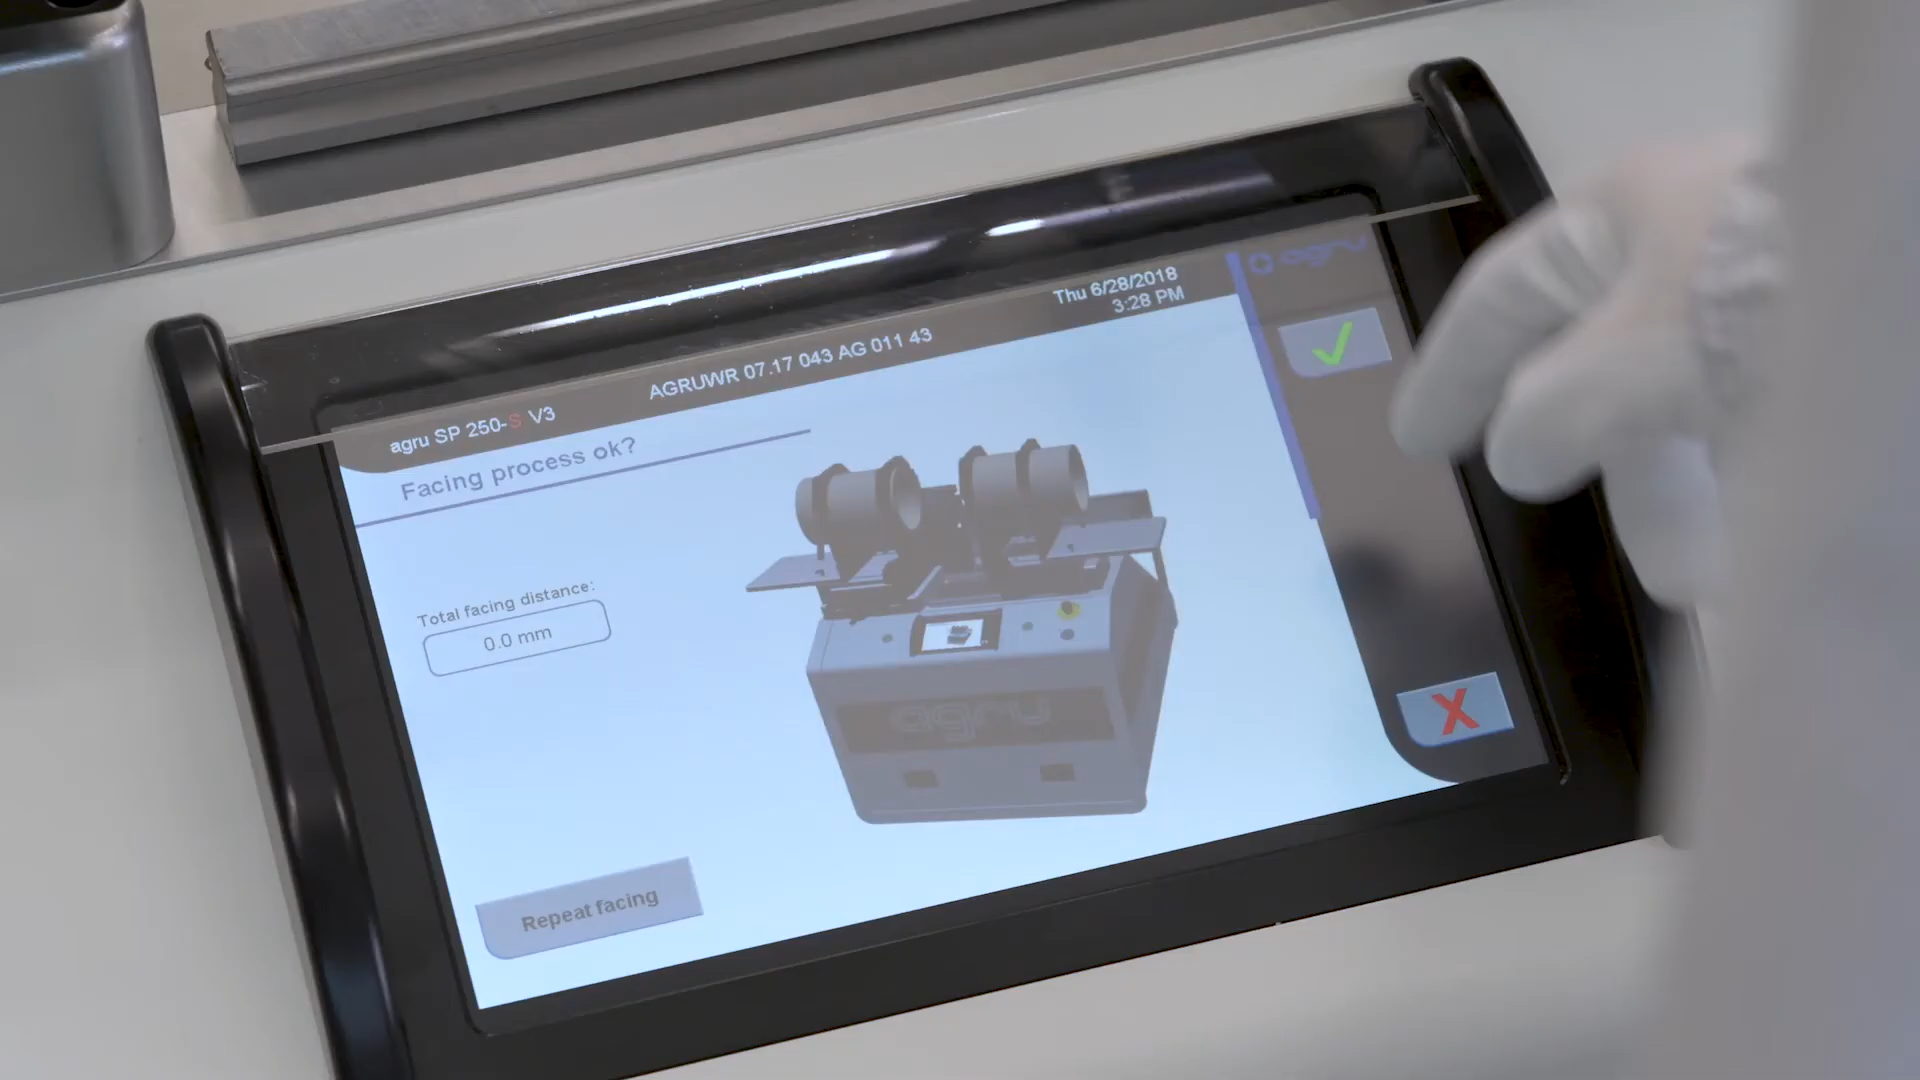 agru
Thu 6/28/2018
3:28 PM
AGRUWR 07.17 043 AG 011 43
agru SP 250-S V3
Facing process ok?
Total facing distance:
0.0 mm
agru
Repeat facing
X